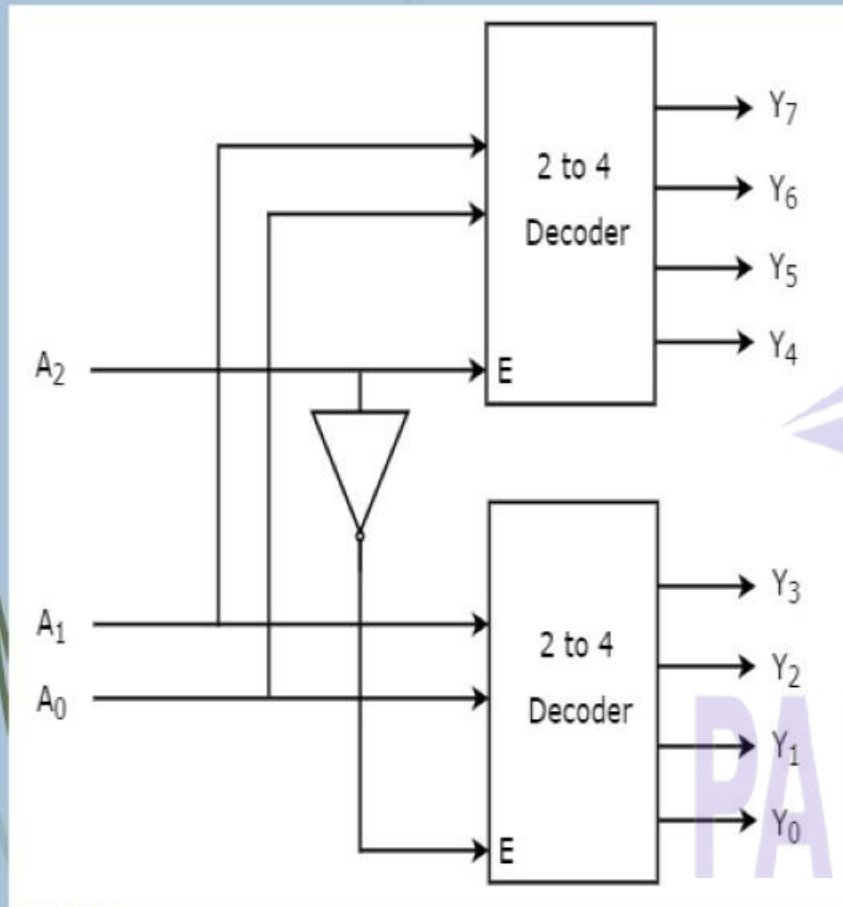 Y₇
2 to 4
Y₆
Decoder
Y₅
Y₄
A₂
E
Y₃
A₁
2 to 4
Y₂
A₀
Decoder
Y₁
Y₀
E
PA